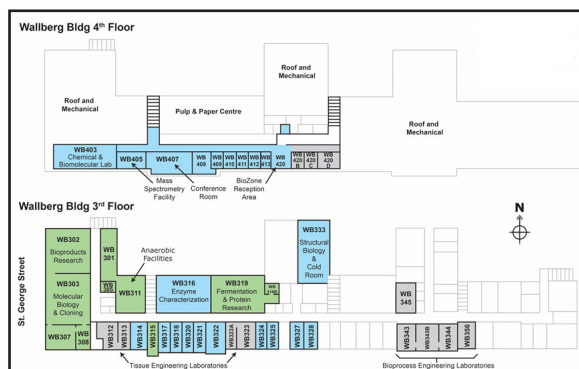 Wallberg Bldg 4th Floor
Roof and
Mechanical
Roof and
Mechanical
Pulp & Paper Centre
Roof and
Mechanical
WB403
Chemical &
Biomolecular Lab
WB405
WB407
WB
408
WB
409
WB
410
WB
411
WB
412
WB
413
WB
420
WB
420
B
WB
420
C
WB
420
D
Mass
Spectrometry
Facility
Conference
Room
BioZone
Reception
Area
Wallberg Bldg 3rd Floor
N
St. George Street
WB302
Bioproducts
Research
WB303
Molecular
Biology
& Cloning
WB307
WB
308
WB
301
Anaerobic
Facilities
WB311
WB316
Enzyme
Characterization
WB319
Fermentation
& Protein
Research
WB333
Structural
Biology
&
Cold
Room
WB
345
WB312
WB313
WB314
WB315
WB317
WB318
WB320
WB321
WB322
WB322A
WB323
WB324
WB325
WB327
WB328
WB343
WB343B
WB344
WB356
Tissue Engineering Laboratories
Bioprocess Engineering Laboratories